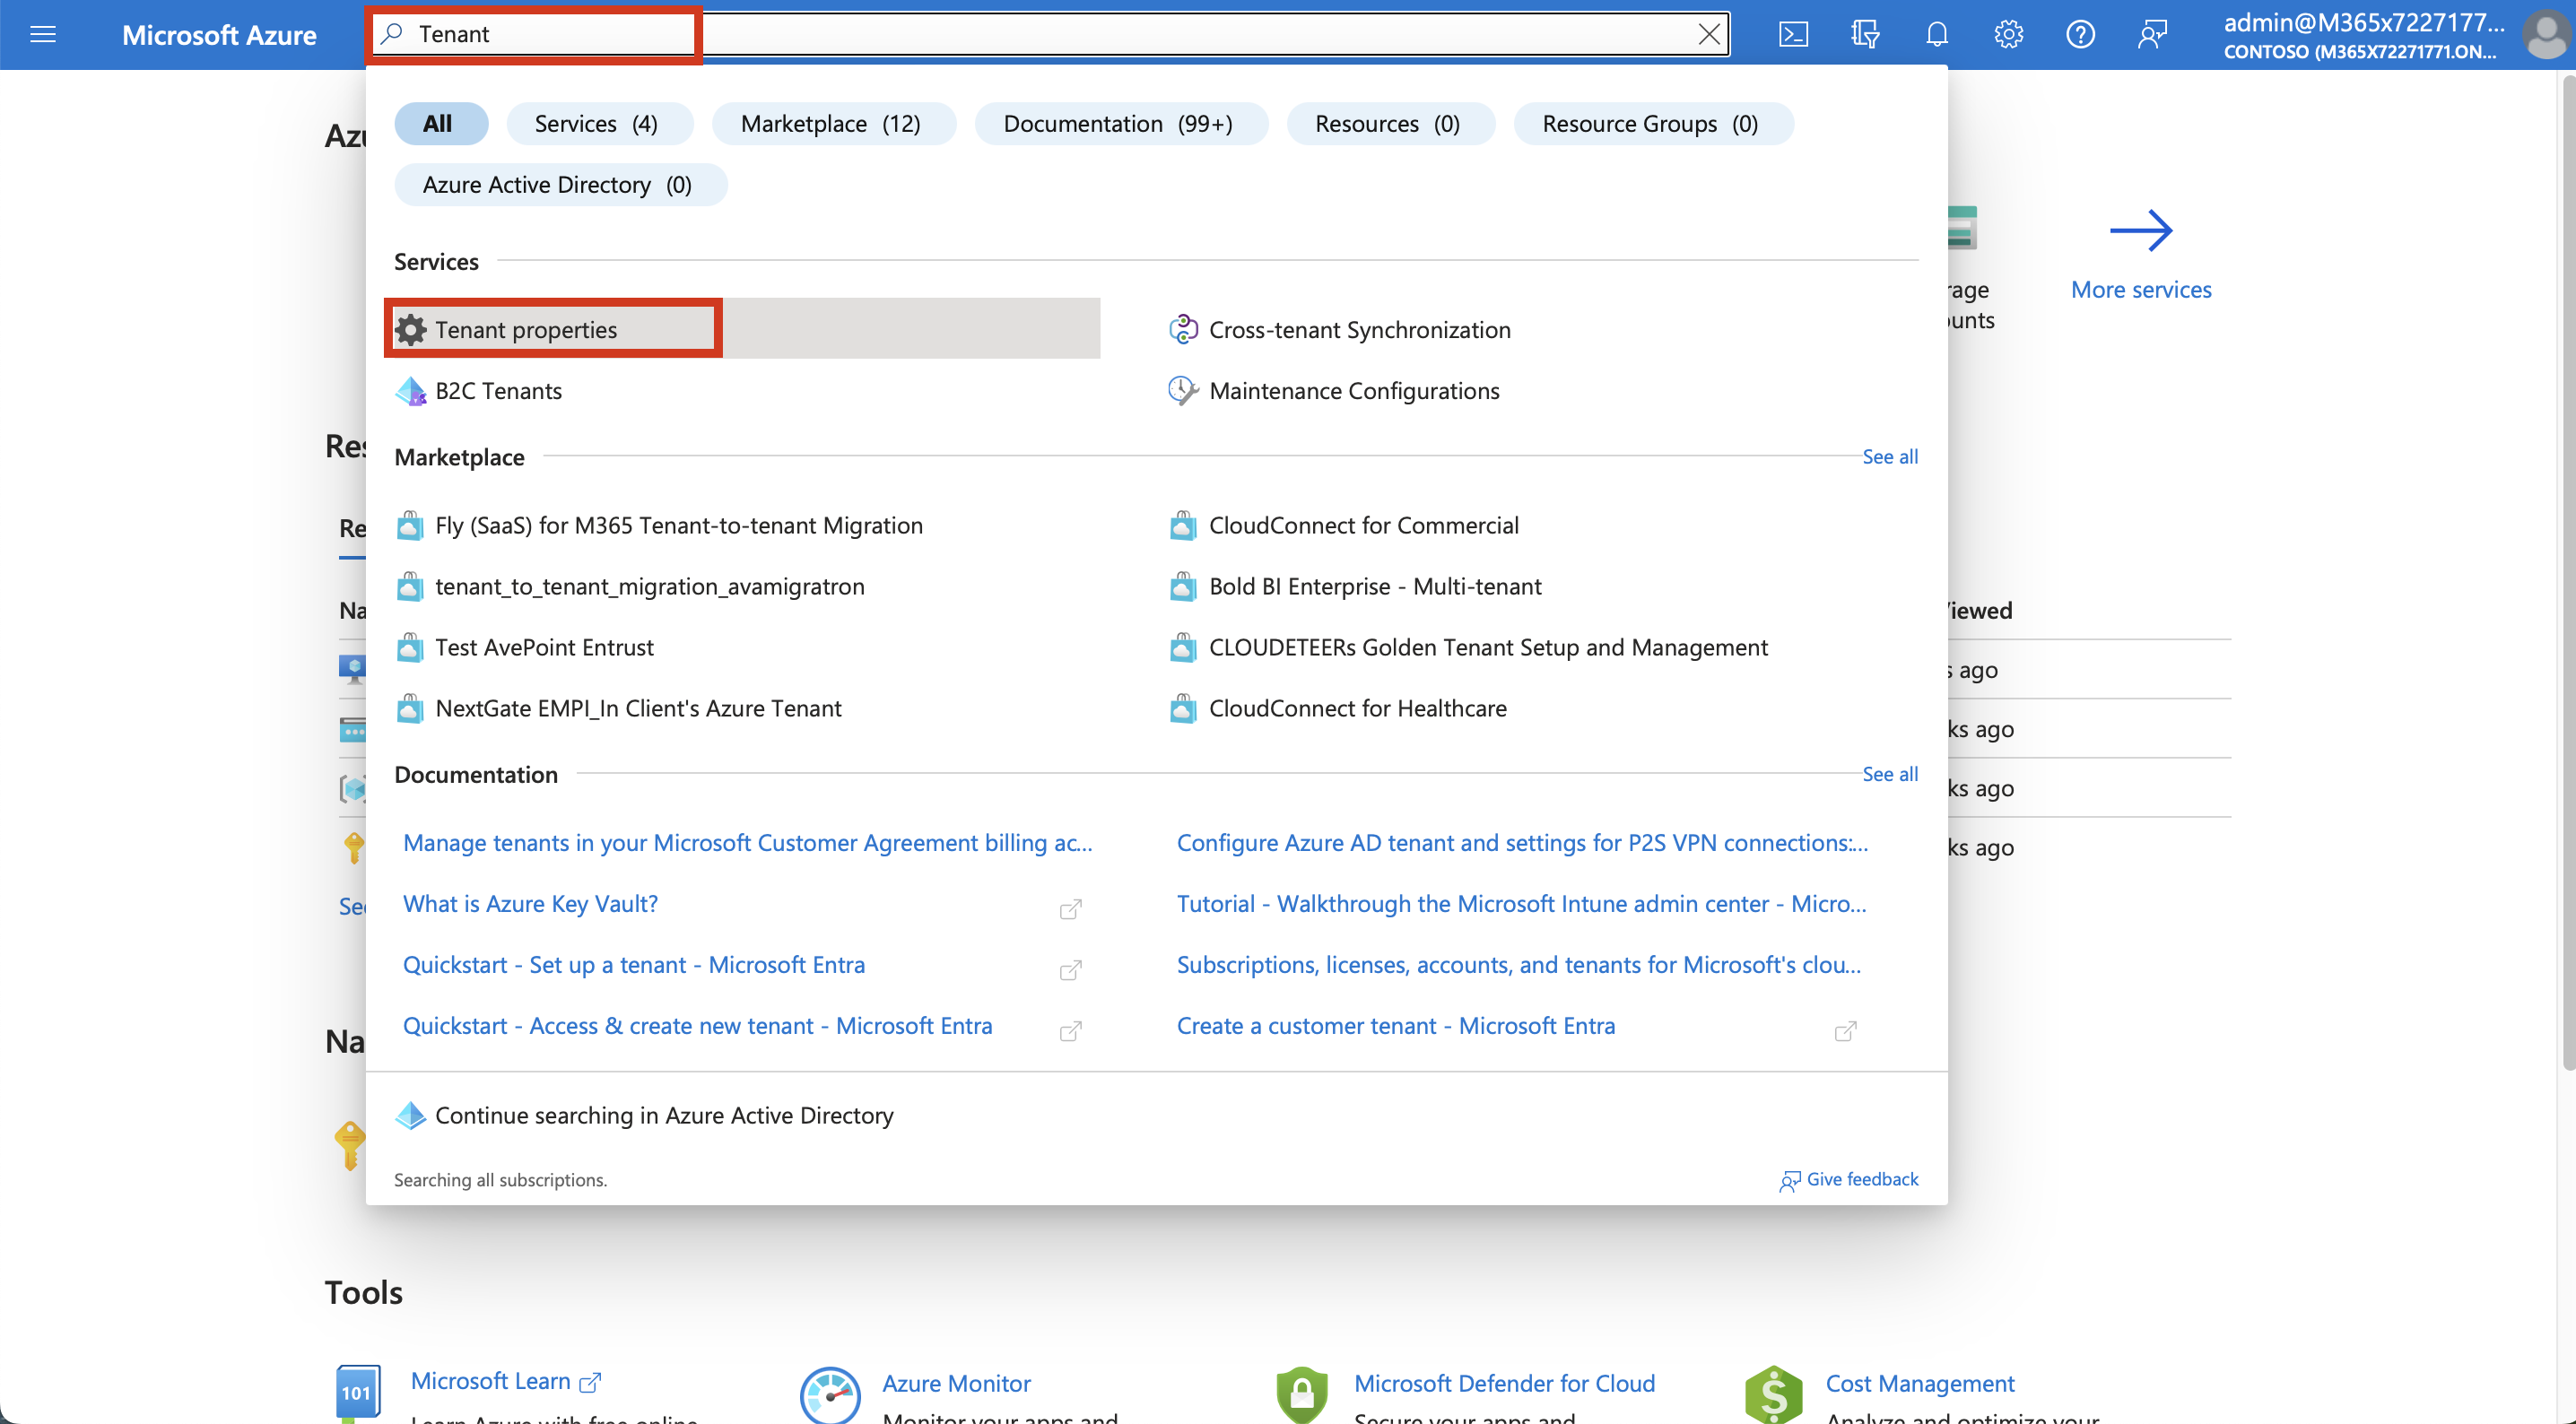 Microsoft Azure
Tenant
admin@M365x7227177...
CONTOSO (M365X72271771.ON...
All
Services (4)
Marketplace (12)
Documentation (99+)
Resources (0)
Resource Groups (0)
Azure Active Directory (0)
Services
Tenant properties
Cross-tenant Synchronization
B2C Tenants
Maintenance Configurations
More services
Marketplace
See all
Fly (SaaS) for M365 Tenant-to-tenant Migration
CloudConnect for Commercial
tenant_to_tenant_migration_avamigratron
Bold BI Enterprise - Multi-tenant
Test AvePoint Entrust
CLOUDETEERs Golden Tenant Setup and Management
NextGate EMPI_In Client's Azure Tenant
CloudConnect for Healthcare
s ago
ks ago
ks ago
ks ago
Documentation
See all
Manage tenants in your Microsoft Customer Agreement billing ac...
Configure Azure AD tenant and settings for P2S VPN connections:...
What is Azure Key Vault?
Tutorial - Walkthrough the Microsoft Intune admin center - Micro...
Quickstart - Set up a tenant - Microsoft Entra
Subscriptions, licenses, accounts, and tenants for Microsoft's clou...
Quickstart - Access & create new tenant - Microsoft Entra
Create a customer tenant - Microsoft Entra
Continue searching in Azure Active Directory
Searching all subscriptions.
Give feedback
Tools
101
Microsoft Learn
Azure Monitor
Microsoft Defender for Cloud
Cost Management
Learn Azure with free online
Monitor your apps and
Secure your apps and
Analyze and optimize your